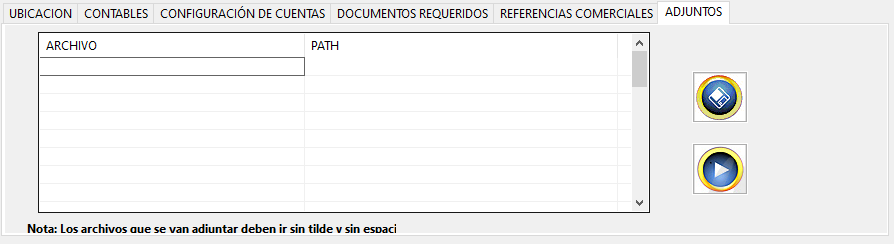 UBICACION CONTABLES CONFIGURACIÓN DE CUENTAS DOCUMENTOS REQUERIDOS REFERENCIAS COMERCIALES ADJUNTOS
ARCHIVO PATH
Nota: Los archivos que se van adjuntar deben ir sin tilde y sin espaci